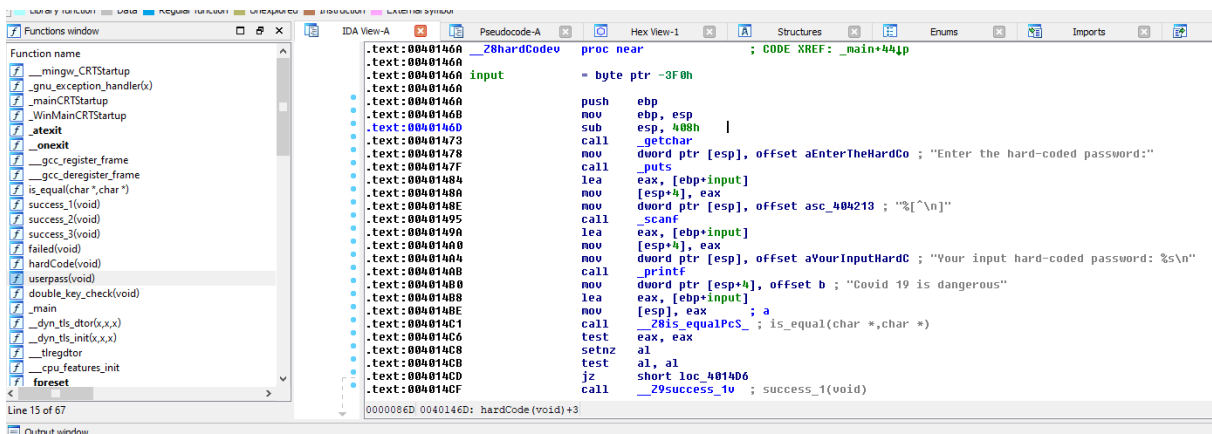 Library function Data Regular function Unexplored Instruction External symbol
Functions window
IDA View-A Pseudocode-A Hex View-1 Structures Enums Imports
Function name
__mingw_CRTStartup
_gnu_exception_handler(x)
_mainCRTStartup
_WinMainCRTStartup
_atexit
__onexit
___gcc_register_frame
___gcc_deregister_frame
is_equal(char *,char *)
success_1(void)
success_2(void)
success_3(void)
failed(void)
hardCode(void)
userpass(void)
double_key_check(void)
_main
__dyn_tls_dtor(x,x,x)
__dyn_tls_init(x,x,x)
___tlregdtor
___cpu_features_init
_fpreset
Line 15 of 67
.text:0040146A __Z8hardCodev proc near ; CODE XREF: _main+44↓p
.text:0040146A
.text:0040146A input = byte ptr -3F0h
.text:0040146A
.text:0040146A push ebp
.text:0040146B mov ebp, esp
.text:0040146D sub esp, 408h
.text:00401473 call _getchar
.text:00401478 mov dword ptr [esp], offset aEnterTheHardCo ; "Enter the hard-coded password:"
.text:0040147F call _puts
.text:00401484 lea eax, [ebp+input]
.text:0040148A mov [esp+4], eax
.text:0040148E mov dword ptr [esp], offset asc_404213 ; "%[^\n]"
.text:00401495 call _scanf
.text:0040149A lea eax, [ebp+input]
.text:004014A0 mov [esp+4], eax
.text:004014A4 mov dword ptr [esp], offset aYourInputHardC ; "Your input hard-coded password: %s\n"
.text:004014AB call _printf
.text:004014B0 mov dword ptr [esp+4], offset b ; "Covid 19 is dangerous"
.text:004014B8 lea eax, [ebp+input]
.text:004014BE mov [esp], eax ; a
.text:004014C1 call __Z8is_equalPcS_ ; is_equal(char *,char *)
.text:004014C6 test eax, eax
.text:004014C8 setnz al
.text:004014CB test al, al
.text:004014CD jz short loc_4014D6
.text:004014CF call __Z9success_1v ; success_1(void)
0000086D 0040146D: hardCode(void)+3
Output window